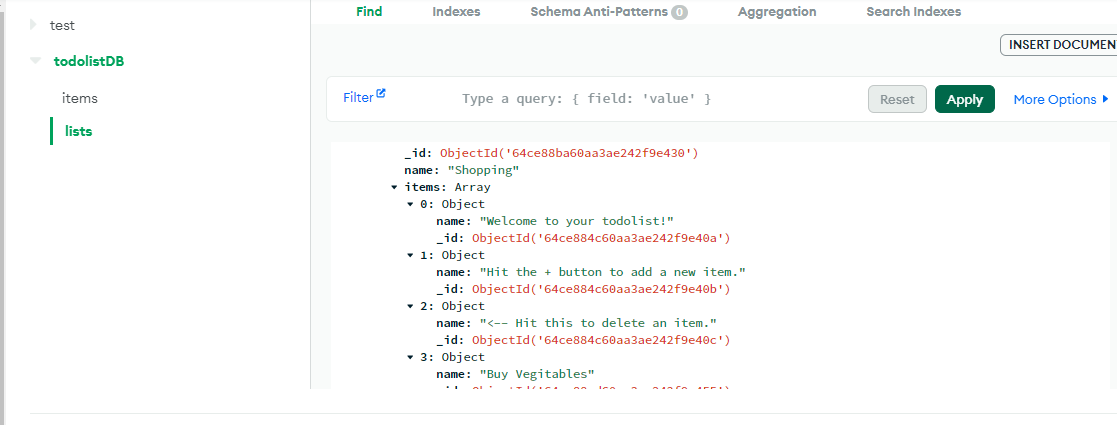 Find Indexes Schema Anti-Patterns 0 Aggregation Search Indexes
test
todolistDB
items
lists
INSERT DOCUMEN
Filter Type a query: { field: 'value' } Reset Apply More Options
_id: ObjectId('64ce88ba60aa3ae242f9e430')
name: "Shopping"
items: Array
0: Object
name: "Welcome to your todolist!"
_id: ObjectId('64ce884c60aa3ae242f9e40a')
1: Object
name: "Hit the + button to add a new item."
_id: ObjectId('64ce884c60aa3ae242f9e40b')
2: Object
name: "<-- Hit this to delete an item."
_id: ObjectId('64ce884c60aa3ae242f9e40c')
3: Object
name: "Buy Vegitables"